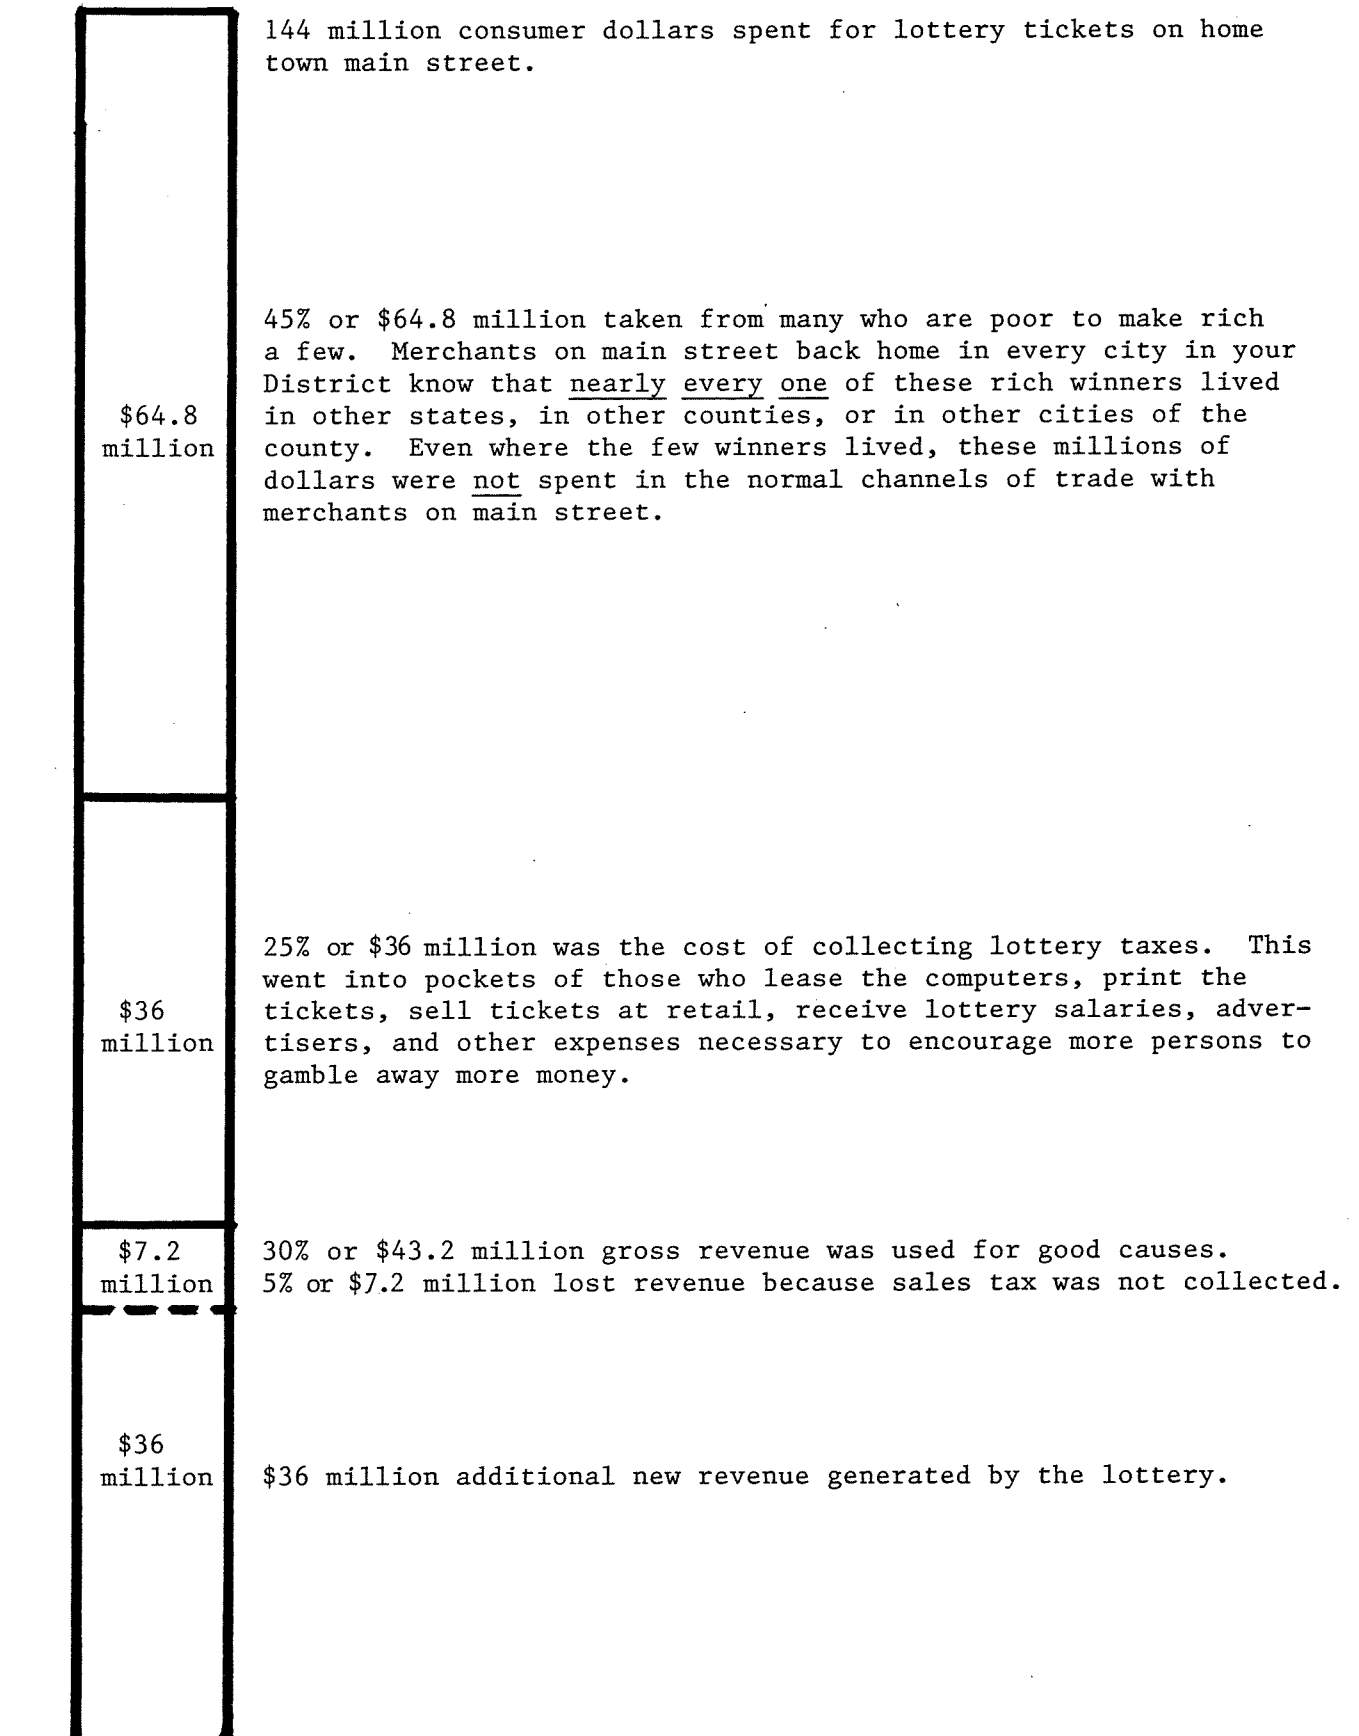 144 million consumer dollars spent for lottery tickets on home
town main street.
45% or $64.8 million taken from many who are poor to make rich
a few. Merchants on main street back home in every city in your
District know that nearly every one of these rich winners lived
in other states, in other counties, or in other cities of the
county. Even where the few winners lived, these millions of
dollars were not spent in the normal channels of trade with
merchants on main street.
$64.8
million
25% or $36 million was the cost of collecting lottery taxes. This
went into pockets of those who lease the computers, print the
tickets, sell tickets at retail, receive lottery salaries, adver-
tisers, and other expenses necessary to encourage more persons to
gamble away more money.
$36
million
$7.2
million
30% or $43.2 million gross revenue was used for good causes.
5% or $7.2 million lost revenue because sales tax was not collected.
$36
million
$36 million additional new revenue generated by the lottery.